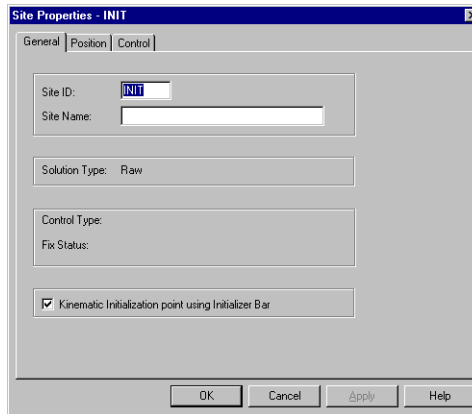 Site Properties - INIT
General Position Control
Site ID: INIT
Site Name:
Solution Type: Raw
Control Type:
Fix Status:
Kinematic Initialization point using Initializer Bar
OK Cancel Apply Help